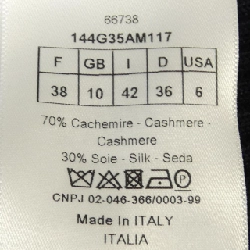 66738
144G35AM117
F GB I D USA
38 10 42 36 6
70% Cachemire - Cashmere -
Cashmere
30% Soie - Silk - Seda
CNPJ 02-046-366/0003-99
Made In ITALY
ITALIA